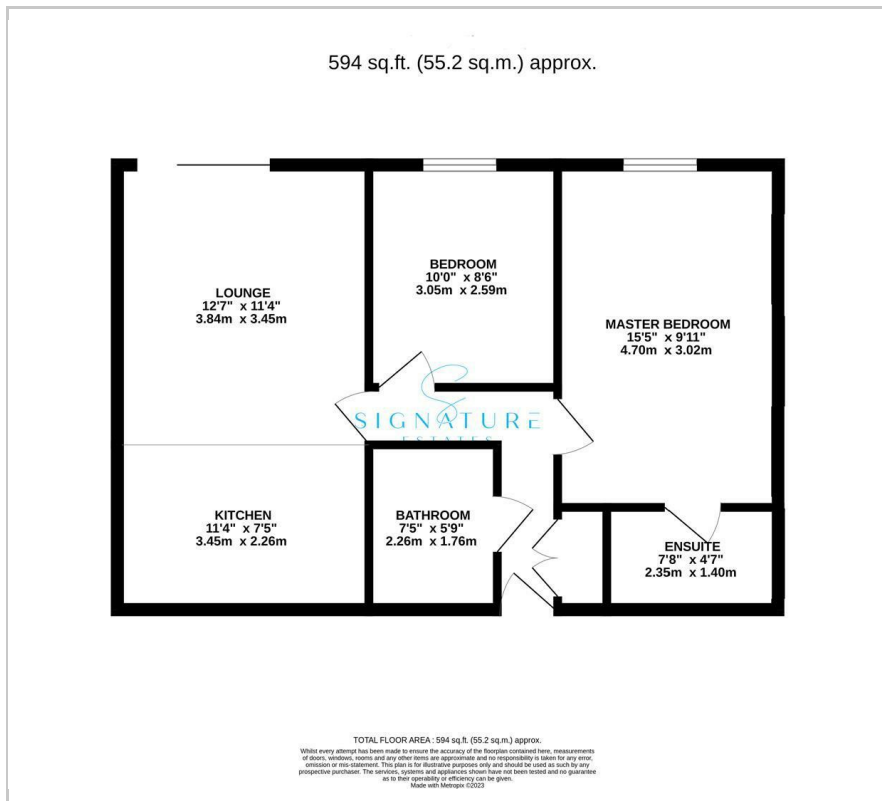 594 sq.ft. (55.2 sq.m.) approx.
LOUNGE
12'7" x 11'4"
3.84m x 3.45m
BEDROOM
10'0" x 8'6"
3.05m x 2.59m
MASTER BEDROOM
15'5" x 9'11"
4.70m x 3.02m
SIGNATURE
ESTATES
KITCHEN
11'4" x 7'5"
3.45m x 2.26m
BATHROOM
7'5" x 5'9"
2.26m x 1.76m
ENSUITE
7'8" x 4'7"
2.35m x 1.40m
TOTAL FLOOR AREA : 594 sq.ft. (55.2 sq.m.) approx.
Whilst every attempt has been made to ensure the accuracy of the floorplan contained here, measurements
of doors, windows, rooms and any other items are approximate and no responsibility is taken for any error,
omission or mis-statement. This plan is for illustrative purposes only and should be used as such by any
prospective purchaser. The services, systems and appliances shown have not been tested and no guarantee
as to their operability or efficiency can be given.
Made with Metropix ©2023